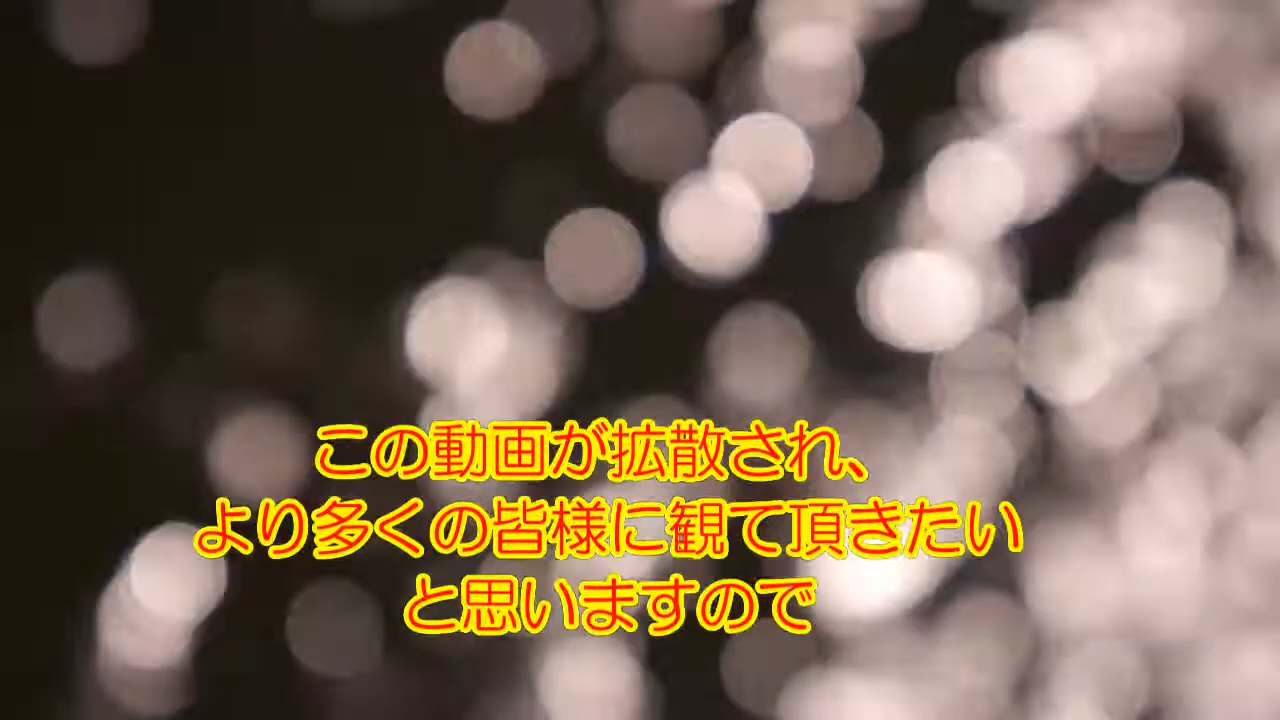 この動画が拡散され、
より多くの皆様に観て頂きたい
と思いますので